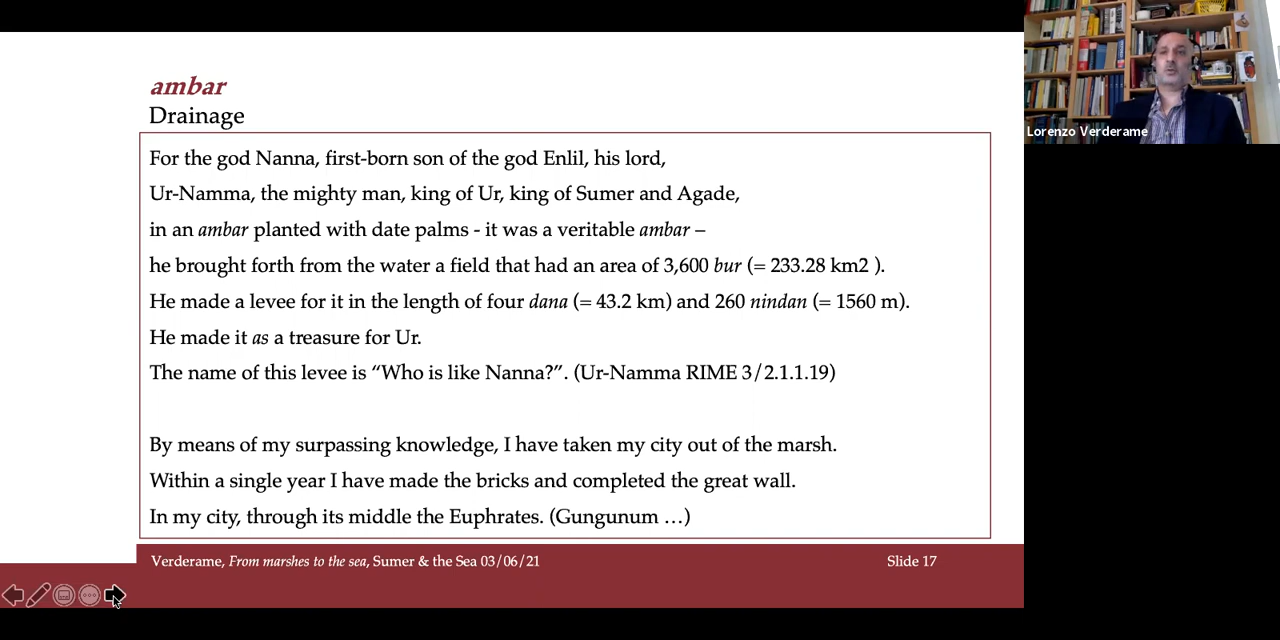 ambar
Drainage
For the god Nanna, first-born son of the god Enlil, his lord,
Ur-Namma, the mighty man, king of Ur, king of Sumer and Agade,
in an ambar planted with date palms - it was a veritable ambar –
he brought forth from the water a field that had an area of 3,600 bur (= 233.28 km2 ).
He made a levee for it in the length of four dana (= 43.2 km) and 260 nindan (= 1560 m).
He made it as a treasure for Ur.
The name of this levee is “Who is like Nanna?”. (Ur-Namma RIME 3/2.1.1.19)
By means of my surpassing knowledge, I have taken my city out of the marsh.
Within a single year I have made the bricks and completed the great wall.
In my city, through its middle the Euphrates. (Gungunum …)
Verderame, From marshes to the sea, Sumer & the Sea 03/06/21
Slide 17
Lorenzo Verderame